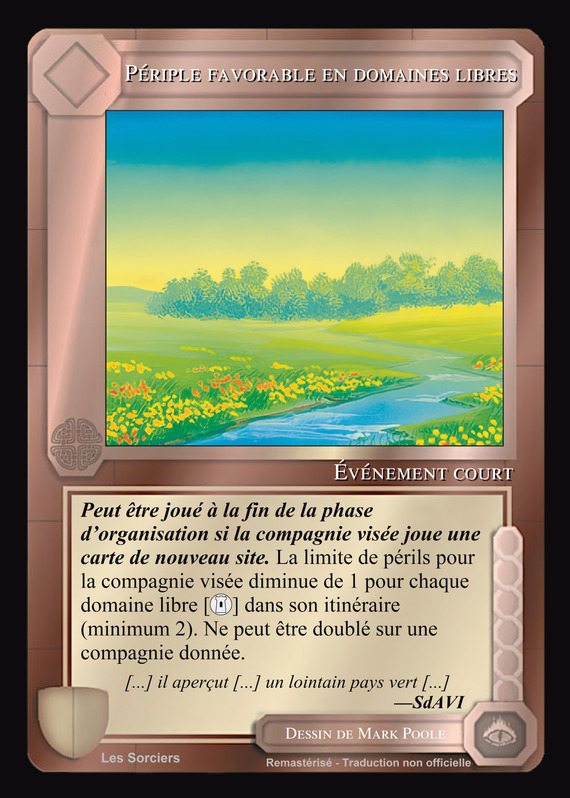 Périple favorable en domaines libres
Événement court
Peut être joué à la fin de la phase
d'organisation si la compagnie visée joue une
carte de nouveau site. La limite de périls pour
la compagnie visée diminue de 1 pour chaque
domaine libre [] dans son itinéraire
(minimum 2). Ne peut être doublé sur une
compagnie donnée.
[...] il aperçut [...] un lointain pays vert [...]
—SdAVI
Dessin de Mark Poole
Les Sorciers
Remastérisé - Traduction non officielle